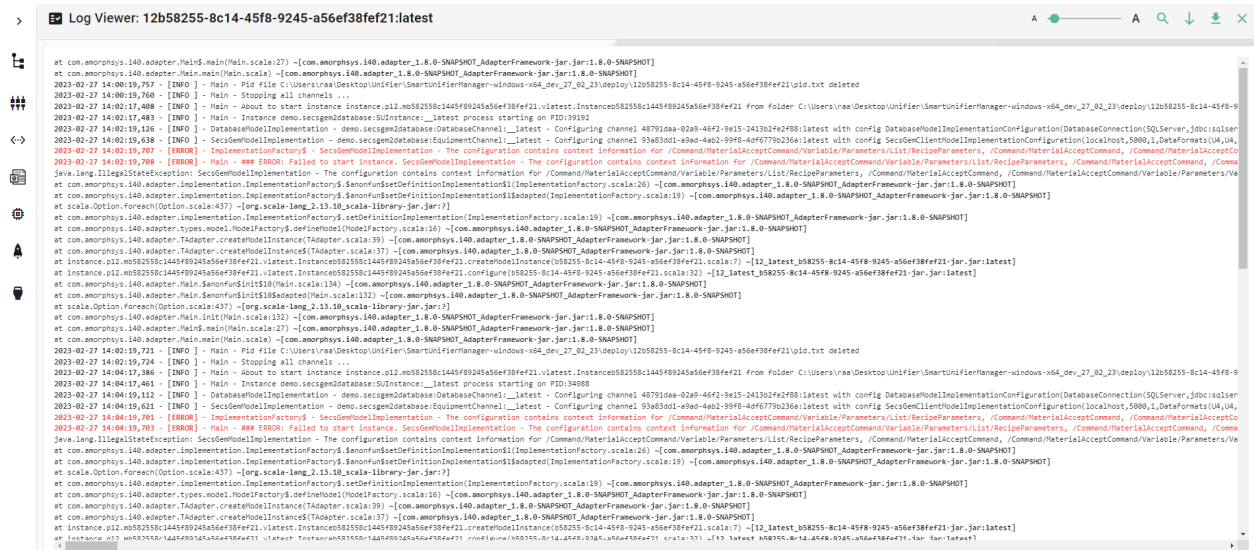 Log Viewer: 12b58255-8c14-45f8-9245-a56ef38fef21:latest
A A
at com.amorphsys.i40.adapter.Main$.main(Main.scala:27) ~[com.amorphsys.i40.adapter_1.8.0-SNAPSHOT_AdapterFramework-jar.jar:1.8.0-SNAPSHOT]
at com.amorphsys.i40.adapter.Main.main(Main.scala) ~[com.amorphsys.i40.adapter_1.8.0-SNAPSHOT_AdapterFramework-jar.jar:1.8.0-SNAPSHOT]
2023-02-27 14:00:19,757 - [INFO ] - Main - Pid file C:\Users\raa\Desktop\Unifier\SmartUnifierManager-windows-x64_dev_27_02_23\deploy\12b58255-8c14-45f8-9245-a56ef38fef21\pid.txt deleted
2023-02-27 14:00:19,760 - [INFO ] - Main - Stopping all channels ...
2023-02-27 14:02:17,408 - [INFO ] - Main - About to start instance instance.p12.mb582558c1445f89245a56ef38fef21.vlatest.Instanceb582558c1445f89245a56ef38fef21 from folder C:\Users\raa\Desktop\Unifier\SmartUnifierManager-windows-x64_dev_27_02_23\deploy\12b58255-8c14-45f8-9
2023-02-27 14:02:17,483 - [INFO ] - Main - Instance demo.secsgem2database:SUInstance:__latest process starting on PID:39192
2023-02-27 14:02:19,126 - [INFO ] - DatabaseModelImplementation - demo.secsgem2database:DatabaseChannel:__latest - Configuring channel 48791daa-02a9-46f2-9e15-2413b2fe2f88:latest with config DatabaseModelImplementationConfiguration(DatabaseConnection(SQLServer,jdbc:sqlser
2023-02-27 14:02:19,638 - [INFO ] - SecsGemModelImplementation - demo.secsgem2database:EquipmentChannel:__latest - Configuring channel 93a83dd1-a9ad-4ab2-99f8-4df6779b236a:latest with config SecsGemClientModelImplementation(localhost,5000,1,DataFormats(U4,U4,
2023-02-27 14:02:19,707 - [ERROR] - ImplementationFactory$ - SecsGemModelImplementation - The configuration contains context information for /Command/MaterialAcceptCommand/Variable/Parameters/List/RecipeParameters, /Command/MaterialAcceptCommand, /Command/MaterialAcceptCo
2023-02-27 14:02:19,708 - [ERROR] - Main - ### ERROR: Failed to start instance. SecsGemModelImplementation - The configuration contains context information for /Command/MaterialAcceptCommand/Variable/Parameters/List/RecipeParameters, /Command/MaterialAcceptCommand, /Comma
java.lang.IllegalStateException: SecsGemModelImplementation - The configuration contains context information for /Command/MaterialAcceptCommand/Variable/Parameters/List/RecipeParameters, /Command/MaterialAcceptCommand, /Command/MaterialAcceptCommand/Variable/Parameters/Va
at com.amorphsys.i40.adapter.implementation.ImplementationFactory$.$anonfun$setDefinitionImplementation$1(ImplementationFactory.scala:26) ~[com.amorphsys.i40.adapter_1.8.0-SNAPSHOT_AdapterFramework-jar.jar:1.8.0-SNAPSHOT]
at com.amorphsys.i40.adapter.implementation.ImplementationFactory$.$anonfun$setDefinitionImplementation$1$adapted(ImplementationFactory.scala:19) ~[com.amorphsys.i40.adapter_1.8.0-SNAPSHOT_AdapterFramework-jar.jar:1.8.0-SNAPSHOT]
at scala.Option.foreach(Option.scala:437) ~[org.scala-lang_2.13.10_scala-library-jar.jar:?]
at com.amorphsys.i40.adapter.implementation.ImplementationFactory$.setDefinitionImplementation(ImplementationFactory.scala:19) ~[com.amorphsys.i40.adapter_1.8.0-SNAPSHOT_AdapterFramework-jar.jar:1.8.0-SNAPSHOT]
at com.amorphsys.i40.adapter.types.model.ModelFactory$.defineModel(ModelFactory.scala:16) ~[com.amorphsys.i40.adapter_1.8.0-SNAPSHOT_AdapterFramework-jar.jar:1.8.0-SNAPSHOT]
at com.amorphsys.i40.adapter.TAdapter.createModelInstance(TAdapter.scala:39) ~[com.amorphsys.i40.adapter_1.8.0-SNAPSHOT_AdapterFramework-jar.jar:1.8.0-SNAPSHOT]
at com.amorphsys.i40.adapter.TAdapter.createModelInstance$(TAdapter.scala:37) ~[com.amorphsys.i40.adapter_1.8.0-SNAPSHOT_AdapterFramework-jar.jar:1.8.0-SNAPSHOT]
at instance.p12.mb582558c1445f89245a56ef38fef21.vlatest.Instanceb582558c1445f89245a56ef38fef21.createModelInstance(b58255-8c14-45f8-9245-a56ef38fef21.scala:7) ~[12_latest_b58255-8c14-45f8-9245-a56ef38fef21-jar.jar:latest]
at instance.p12.mb582558c1445f89245a56ef38fef21.vlatest.Instanceb582558c1445f89245a56ef38fef21.configure(b58255-8c14-45f8-9245-a56ef38fef21.scala:32) ~[12_latest_b58255-8c14-45f8-9245-a56ef38fef21-jar.jar:latest]
at com.amorphsys.i40.adapter.Main.$anonfun$init$10(Main.scala:134) ~[com.amorphsys.i40.adapter_1.8.0-SNAPSHOT_AdapterFramework-jar.jar:1.8.0-SNAPSHOT]
at com.amorphsys.i40.adapter.Main.$anonfun$init$10$adapted(Main.scala:132) ~[com.amorphsys.i40.adapter_1.8.0-SNAPSHOT_AdapterFramework-jar.jar:1.8.0-SNAPSHOT]
at scala.Option.foreach(Option.scala:437) ~[org.scala-lang_2.13.10_scala-library-jar.jar:?]
at com.amorphsys.i40.adapter.Main.init(Main.scala:132) ~[com.amorphsys.i40.adapter_1.8.0-SNAPSHOT_AdapterFramework-jar.jar:1.8.0-SNAPSHOT]
at com.amorphsys.i40.adapter.Main$.main(Main.scala:27) ~[com.amorphsys.i40.adapter_1.8.0-SNAPSHOT_AdapterFramework-jar.jar:1.8.0-SNAPSHOT]
at com.amorphsys.i40.adapter.Main.main(Main.scala) ~[com.amorphsys.i40.adapter_1.8.0-SNAPSHOT_AdapterFramework-jar.jar:1.8.0-SNAPSHOT]
2023-02-27 14:02:19,721 - [INFO ] - Main - Pid file C:\Users\raa\Desktop\Unifier\SmartUnifierManager-windows-x64_dev_27_02_23\deploy\12b58255-8c14-45f8-9245-a56ef38fef21\pid.txt deleted
2023-02-27 14:02:19,724 - [INFO ] - Main - Stopping all channels ...
2023-02-27 14:04:17,386 - [INFO ] - Main - About to start instance instance.p12.mb582558c1445f89245a56ef38fef21.vlatest.Instanceb582558c1445f89245a56ef38fef21 from folder C:\Users\raa\Desktop\Unifier\SmartUnifierManager-windows-x64_dev_27_02_23\deploy\12b58255-8c14-45f8-9
2023-02-27 14:04:17,461 - [INFO ] - Main - Instance demo.secsgem2database:SUInstance:__latest process starting on PID:34988
2023-02-27 14:04:19,112 - [INFO ] - DatabaseModelImplementation - demo.secsgem2database:DatabaseChannel:__latest - Configuring channel 48791daa-02a9-46f2-9e15-2413b2fe2f88:latest with config DatabaseModelImplementationConfiguration(DatabaseConnection(SQLServer,jdbc:sqlser
2023-02-27 14:04:19,621 - [INFO ] - SecsGemModelImplementation - demo.secsgem2database:EquipmentChannel:__latest - Configuring channel 93a83dd1-a9ad-4ab2-99f8-4df6779b236a:latest with config SecsGemClientModelImplementation(localhost,5000,1,DataFormats(U4,U4,
2023-02-27 14:04:19,701 - [ERROR] - ImplementationFactory$ - SecsGemModelImplementation - The configuration contains context information for /Command/MaterialAcceptCommand/Variable/Parameters/List/RecipeParameters, /Command/MaterialAcceptCommand, /Command/MaterialAcceptCo
2023-02-27 14:04:19,703 - [ERROR] - Main - ### ERROR: Failed to start instance. SecsGemModelImplementation - The configuration contains context information for /Command/MaterialAcceptCommand/Variable/Parameters/List/RecipeParameters, /Command/MaterialAcceptCommand, /Comma
java.lang.IllegalStateException: SecsGemModelImplementation - The configuration contains context information for /Command/MaterialAcceptCommand/Variable/Parameters/List/RecipeParameters, /Command/MaterialAcceptCommand, /Command/MaterialAcceptCommand/Variable/Parameters/Va
at com.amorphsys.i40.adapter.implementation.ImplementationFactory$.$anonfun$setDefinitionImplementation$1(ImplementationFactory.scala:26) ~[com.amorphsys.i40.adapter_1.8.0-SNAPSHOT_AdapterFramework-jar.jar:1.8.0-SNAPSHOT]
at com.amorphsys.i40.adapter.implementation.ImplementationFactory$.$anonfun$setDefinitionImplementation$1$adapted(ImplementationFactory.scala:19) ~[com.amorphsys.i40.adapter_1.8.0-SNAPSHOT_AdapterFramework-jar.jar:1.8.0-SNAPSHOT]
at scala.Option.foreach(Option.scala:437) ~[org.scala-lang_2.13.10_scala-library-jar.jar:?]
at com.amorphsys.i40.adapter.implementation.ImplementationFactory$.setDefinitionImplementation(ImplementationFactory.scala:19) ~[com.amorphsys.i40.adapter_1.8.0-SNAPSHOT_AdapterFramework-jar.jar:1.8.0-SNAPSHOT]
at com.amorphsys.i40.adapter.types.model.ModelFactory$.defineModel(ModelFactory.scala:16) ~[com.amorphsys.i40.adapter_1.8.0-SNAPSHOT_AdapterFramework-jar.jar:1.8.0-SNAPSHOT]
at com.amorphsys.i40.adapter.TAdapter.createModelInstance(TAdapter.scala:39) ~[com.amorphsys.i40.adapter_1.8.0-SNAPSHOT_AdapterFramework-jar.jar:1.8.0-SNAPSHOT]
at com.amorphsys.i40.adapter.TAdapter.createModelInstance$(TAdapter.scala:37) ~[com.amorphsys.i40.adapter_1.8.0-SNAPSHOT_AdapterFramework-jar.jar:1.8.0-SNAPSHOT]
at instance.p12.mb582558c1445f89245a56ef38fef21.vlatest.Instanceb582558c1445f89245a56ef38fef21.createModelInstance(b58255-8c14-45f8-9245-a56ef38fef21.scala:7) ~[12_latest_b58255-8c14-45f8-9245-a56ef38fef21-jar.jar:latest]
at instance.p12.mb582558c1445f89245a56ef38fef21.vlatest.Instanceb582558c1445f89245a56ef38fef21.configure(b58255-8c14-45f8-9245-a56ef38fef21.scala:32) ~[12_latest_b58255-8c14-45f8-9245-a56ef38fef21-jar.jar:latest]